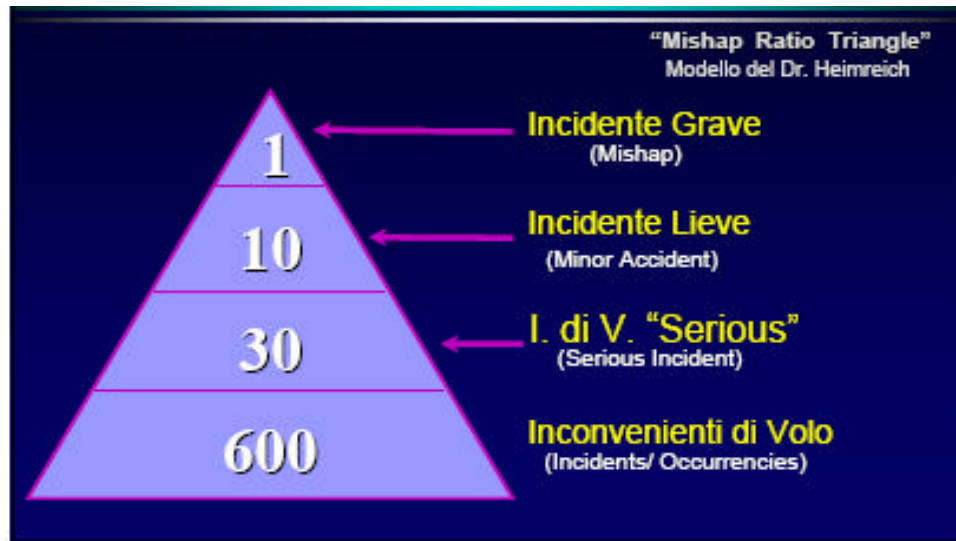 “Mishap Ratio Triangle”
Modello del Dr. Heimreich
1
Incidente Grave
(Mishap)
10
Incidente Lieve
(Minor Accident)
30
I. di V. “Serious”
(Serious Incident)
600
Inconvenienti di Volo
(Incidents/ Occurrencies)